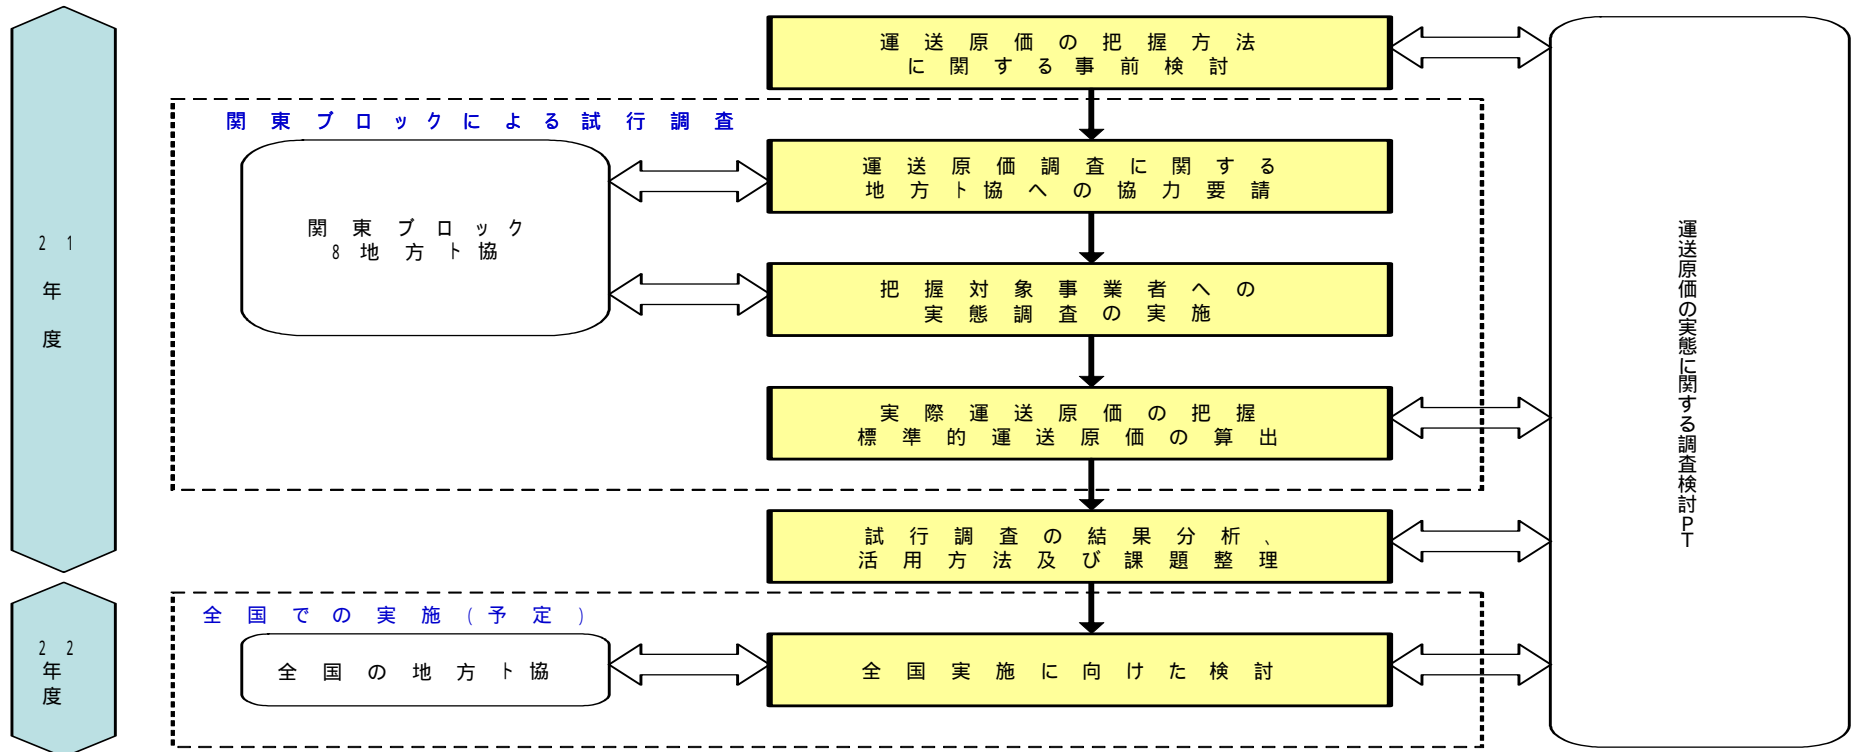 運送原価の把握方法
に関する事前検討
関東ブロックによる試行調査
運送原価調査に関する
地方ト協への協力要請
関東ブロック
8地方ト協
把握対象事業者への
実態調査の実施
実際運送原価の把握
標準的運送原価の算出
試行調査の結果分析、
活用方法及び課題整理
全国での実施(予定)
全国の地方ト協
全国実施に向けた検討
21
年
度
22
年
度
運送原価の実態に関する調査検討PT